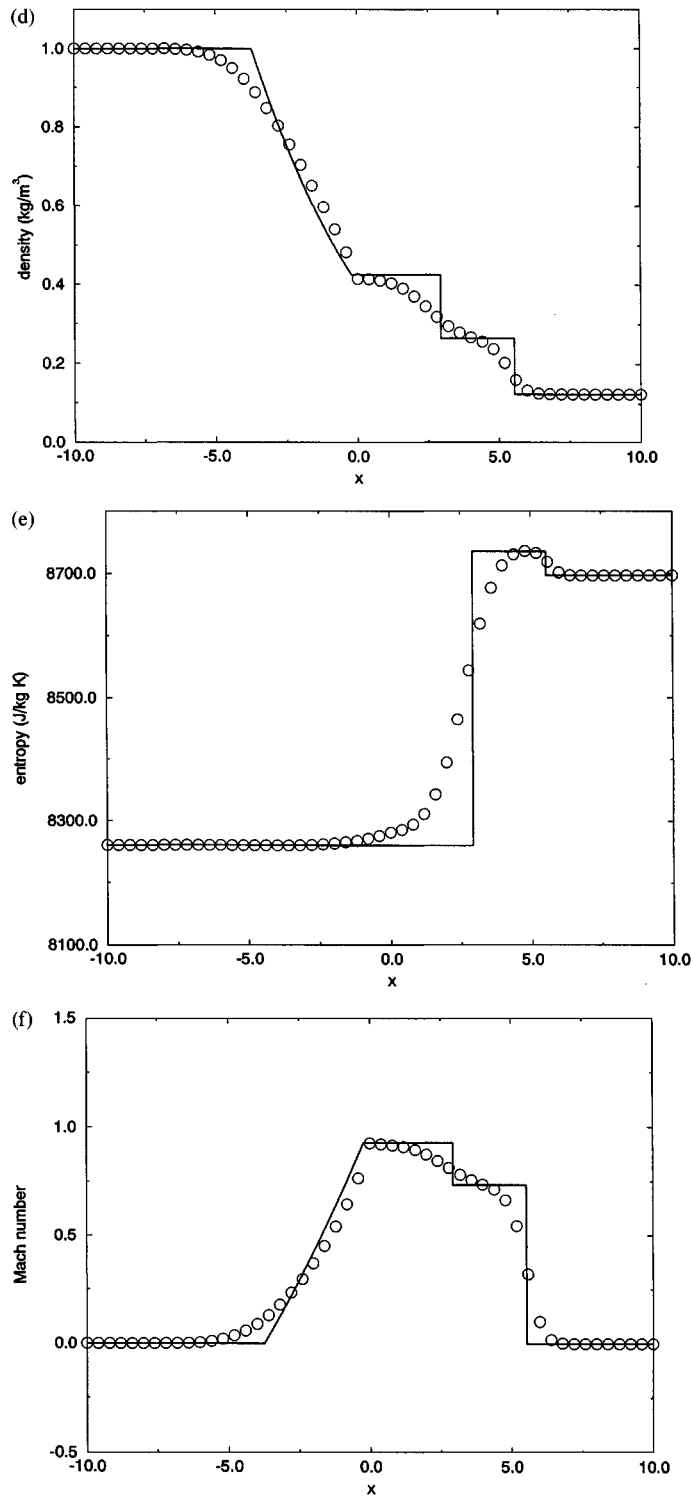 (d)
1.0
0.8
0.6
0.4
0.2
0.0
density (kg/m³)
-10.0 -5.0 0.0 5.0 10.0
x
(e)
8700.0
8500.0
8300.0
8100.0
entropy (J/kg K)
-10.0 -5.0 0.0 5.0 10.0
x
(f)
1.5
1.0
0.5
0.0
-0.5
Mach number
-10.0 -5.0 0.0 5.0 10.0
x